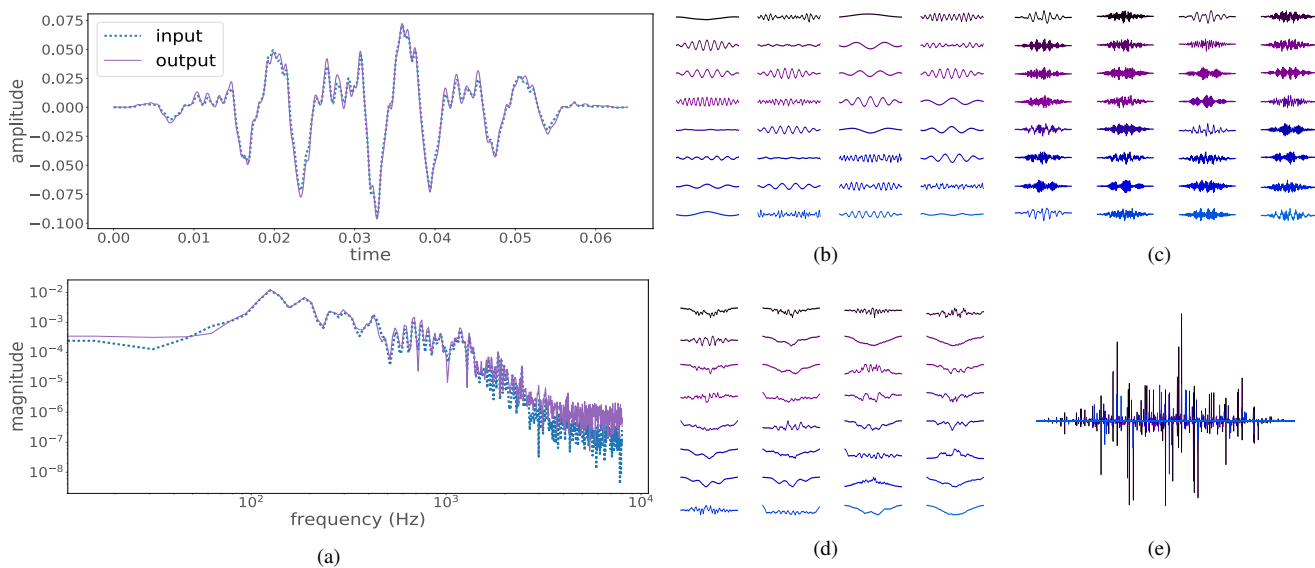 0.075
0.050
0.025
0.000
−0.025
−0.050
−0.075
−0.100
amplitude
input
output
0.00 0.01 0.02 0.03 0.04 0.05 0.06
time
10⁻²
10⁻³
10⁻⁴
10⁻⁵
10⁻⁶
10⁻⁷
10⁻⁸
magnitude
10² 10³ 10⁴
frequency (Hz)
(a)
(b)
(c)
(d)
(e)